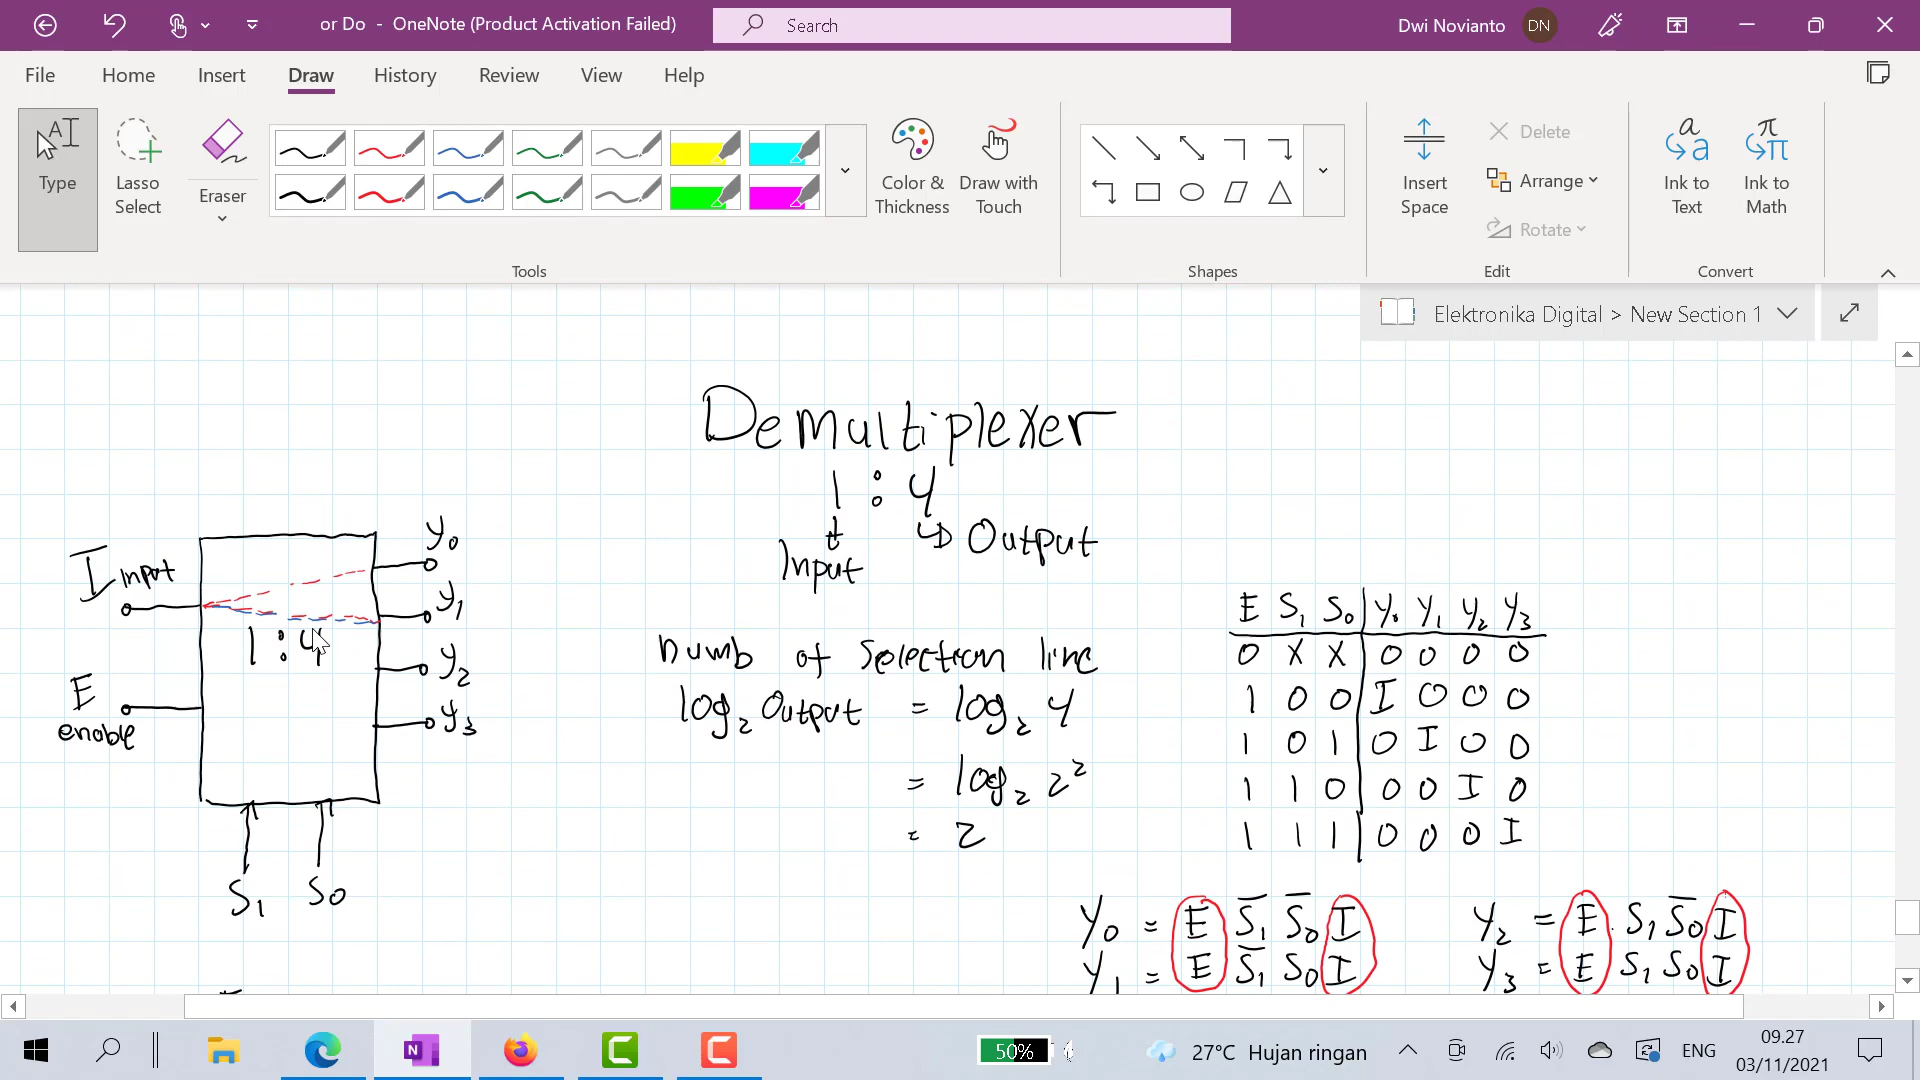 or Do - OneNote (Product Activation Failed)
Search
Dwi Novianto DN
File Home Insert Draw History Review View Help
Type
Lasso Select
Eraser
Color & Thickness
Draw with Touch
Insert Space
Delete
Arrange
Rotate
Ink to Text
Ink to Math
Tools
Shapes
Edit
Convert
Elektronika Digital > New Section 1
Demultiplexer
1 : 4
Input
Output
I input
E enable
1 : 4
y0
y1
y2
y3
S1 S0
Numb of Selection line
log2 Output = log2 4
= log2 2²
= 2
E S1 S0 y0 y1 y2 y3
0 X X 0 0 0 0
1 0 0 I 0 0 0
1 0 1 0 I 0 0
1 1 0 0 0 I 0
1 1 1 0 0 0 I
y0 = E S̅1 S̅0 I
y1 = E S̅1 S0 I
y2 = E . S1 S̅0 I
y3 = E S1 S0 I
50%
27°C Hujan ringan
ENG
09.27
03/11/2021